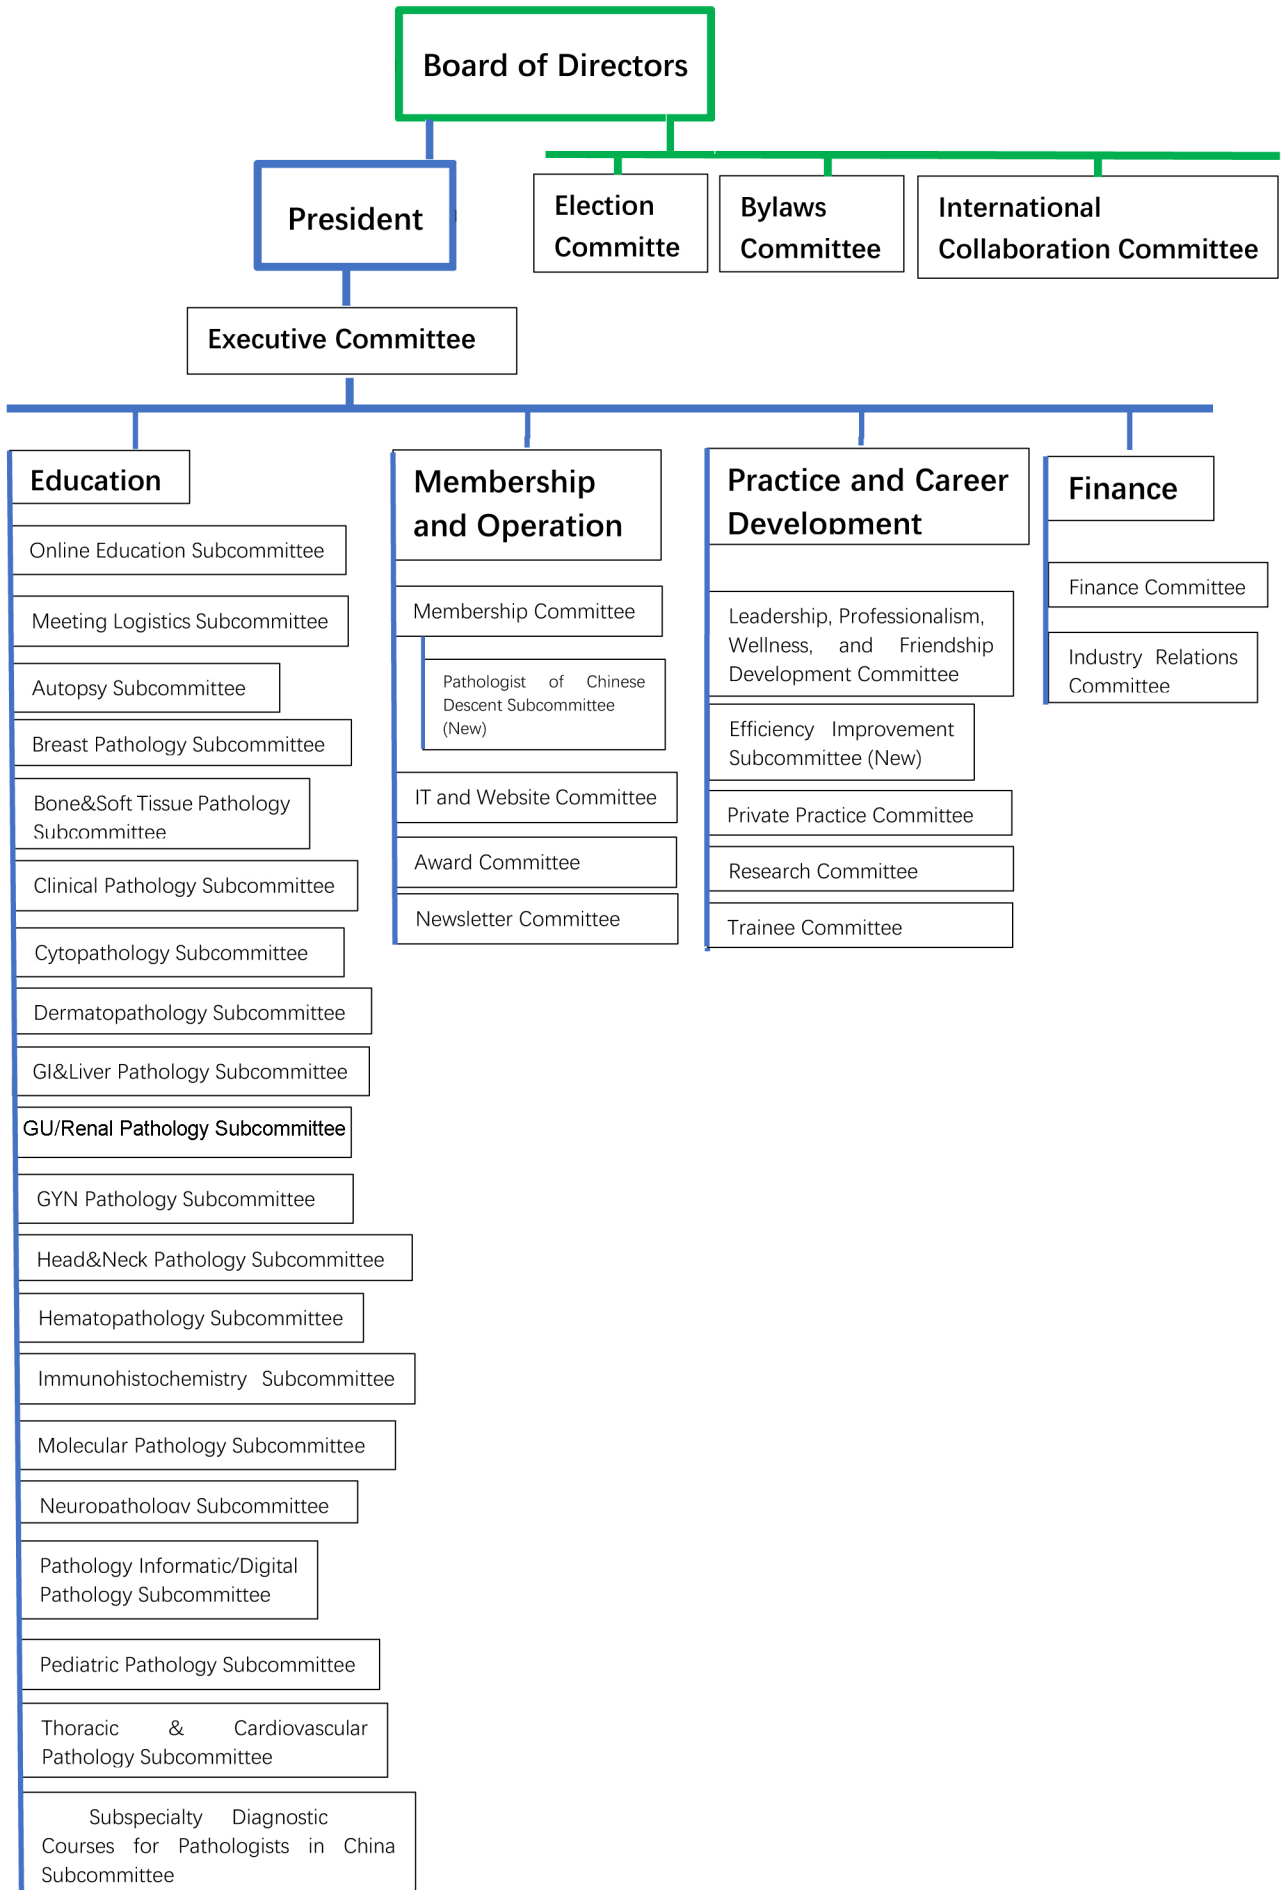 Board of Directors
President
Election
Committe
Bylaws
Committee
International
Collaboration Committee
Executive Committee
Education
Online Education Subcommittee
Meeting Logistics Subcommittee
Autopsy Subcommittee
Breast Pathology Subcommittee
Bone&Soft Tissue Pathology
Subcommittee
Clinical Pathology Subcommittee
Cytopathology Subcommittee
Dermatopathology Subcommittee
GI&Liver Pathology Subcommittee
GU/Renal Pathology Subcommittee
GYN Pathology Subcommittee
Head&Neck Pathology Subcommittee
Hematopathology Subcommittee
Immunohistochemistry Subcommittee
Molecular Pathology Subcommittee
Neuropathology Subcommittee
Pathology Informatic/Digital
Pathology Subcommittee
Pediatric Pathology Subcommittee
Thoracic & Cardiovascular
Pathology Subcommittee
Subspecialty Diagnostic
Courses for Pathologists in China
Subcommittee
Membership
and Operation
Membership Committee
Pathologist of Chinese
Descent Subcommittee
(New)
IT and Website Committee
Award Committee
Newsletter Committee
Practice and Career
Development
Leadership, Professionalism,
Wellness, and Friendship
Development Committee
Efficiency Improvement
Subcommittee (New)
Private Practice Committee
Research Committee
Trainee Committee
Finance
Finance Committee
Industry Relations
Committee